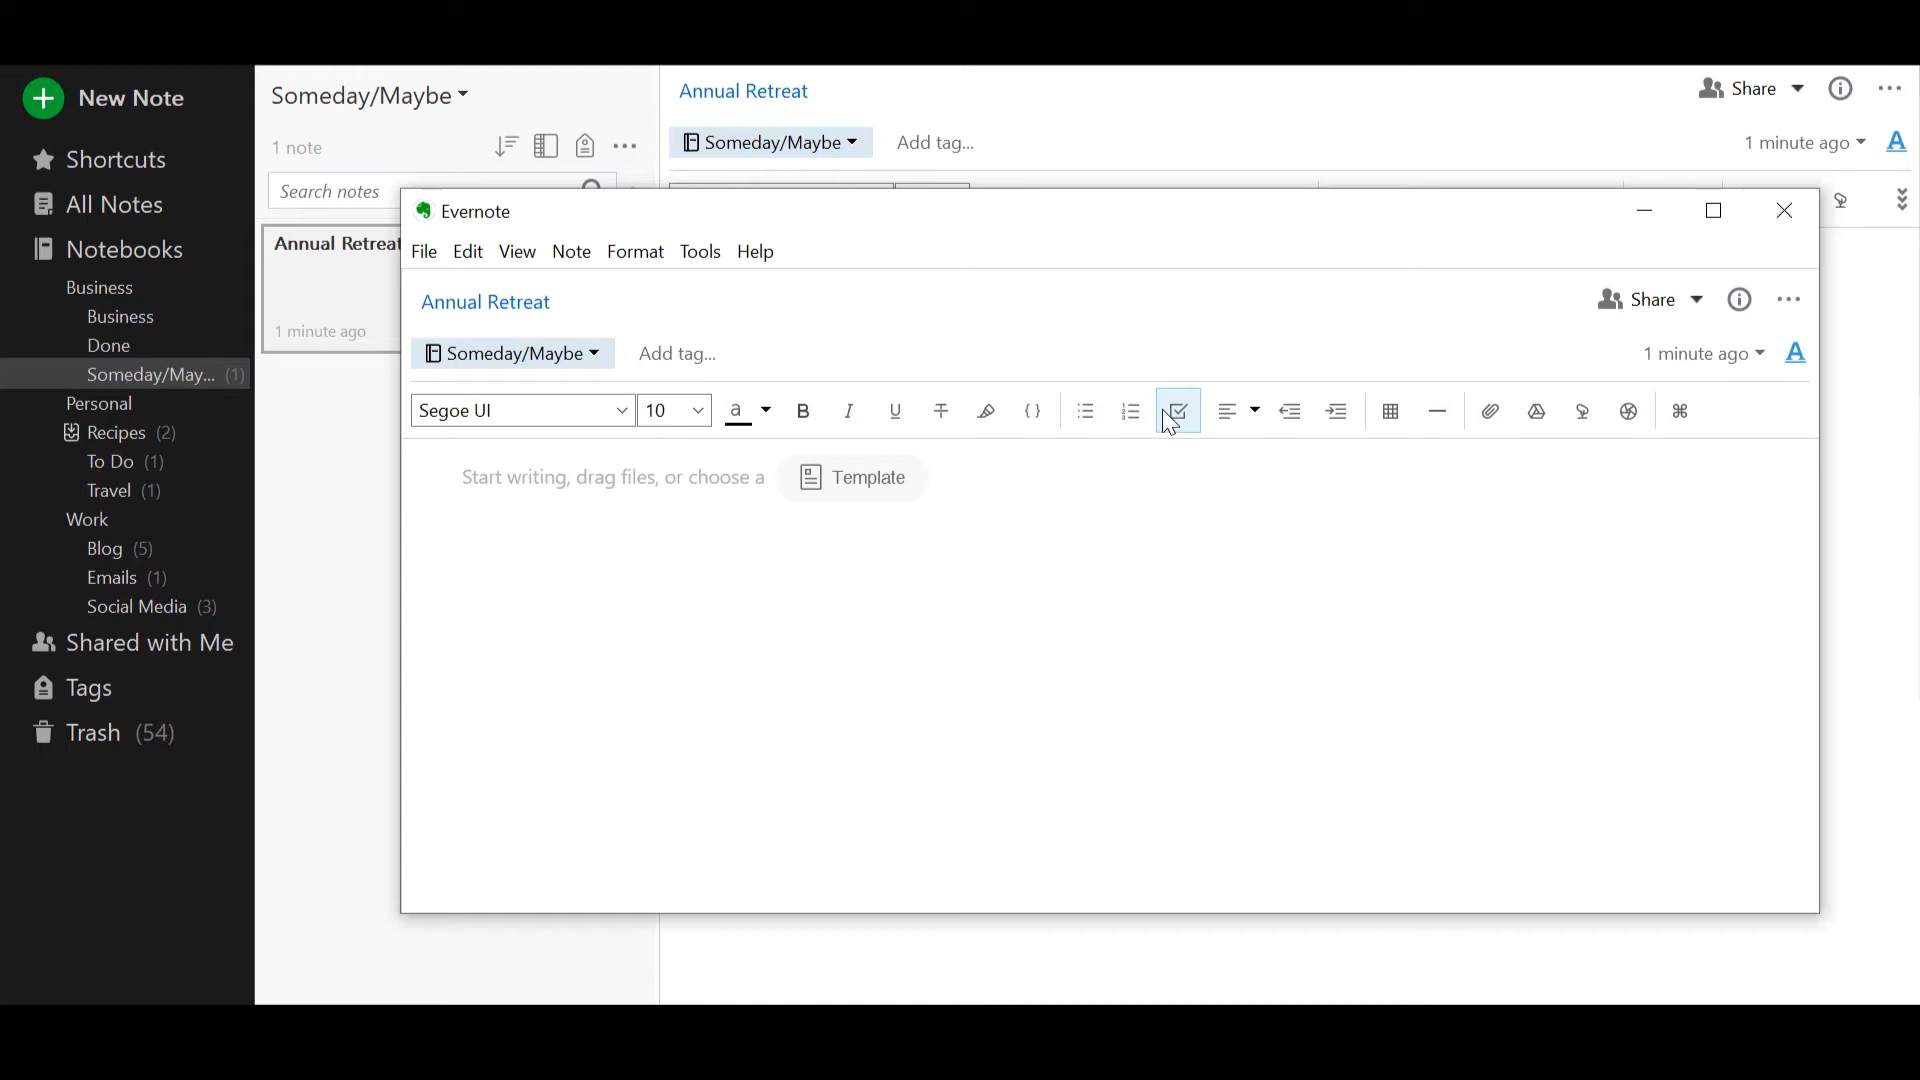 New Note
Shortcuts
All Notes
Notebooks
Business
Business
Done
Someday/May... (1)
Personal
Recipes (2)
To Do (1)
Travel (1)
Work
Blog (5)
Emails (1)
Social Media (3)
Shared with Me
Tags
Trash (54)
Someday/Maybe
1 note
Search notes
Annual Retreat
1 minute ago
Annual Retreat
Share
Someday/Maybe
Add tag...
1 minute ago
A
Evernote
File Edit View Note Format Tools Help
Annual Retreat
Share
Someday/Maybe
Add tag...
1 minute ago
A
Segoe UI
10
a B I U T { }
Start writing, drag files, or choose a
Template